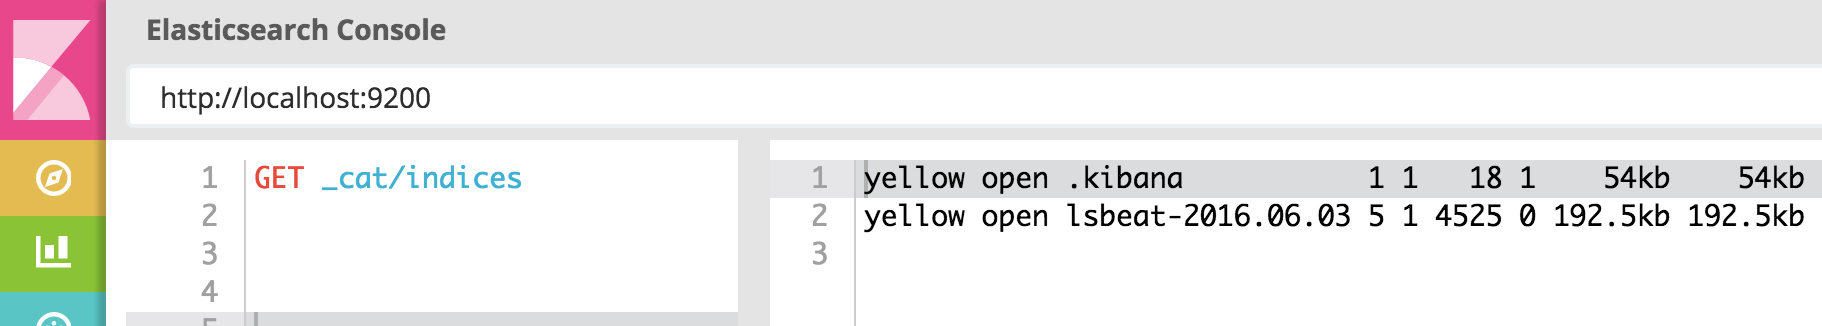 Elasticsearch Console
http://localhost:9200
1 GET _cat/indices
2
3
4
1 yellow open .kibana 1 1 18 1 54kb 54kb
2 yellow open lsbeat-2016.06.03 5 1 4525 0 192.5kb 192.5kb
3